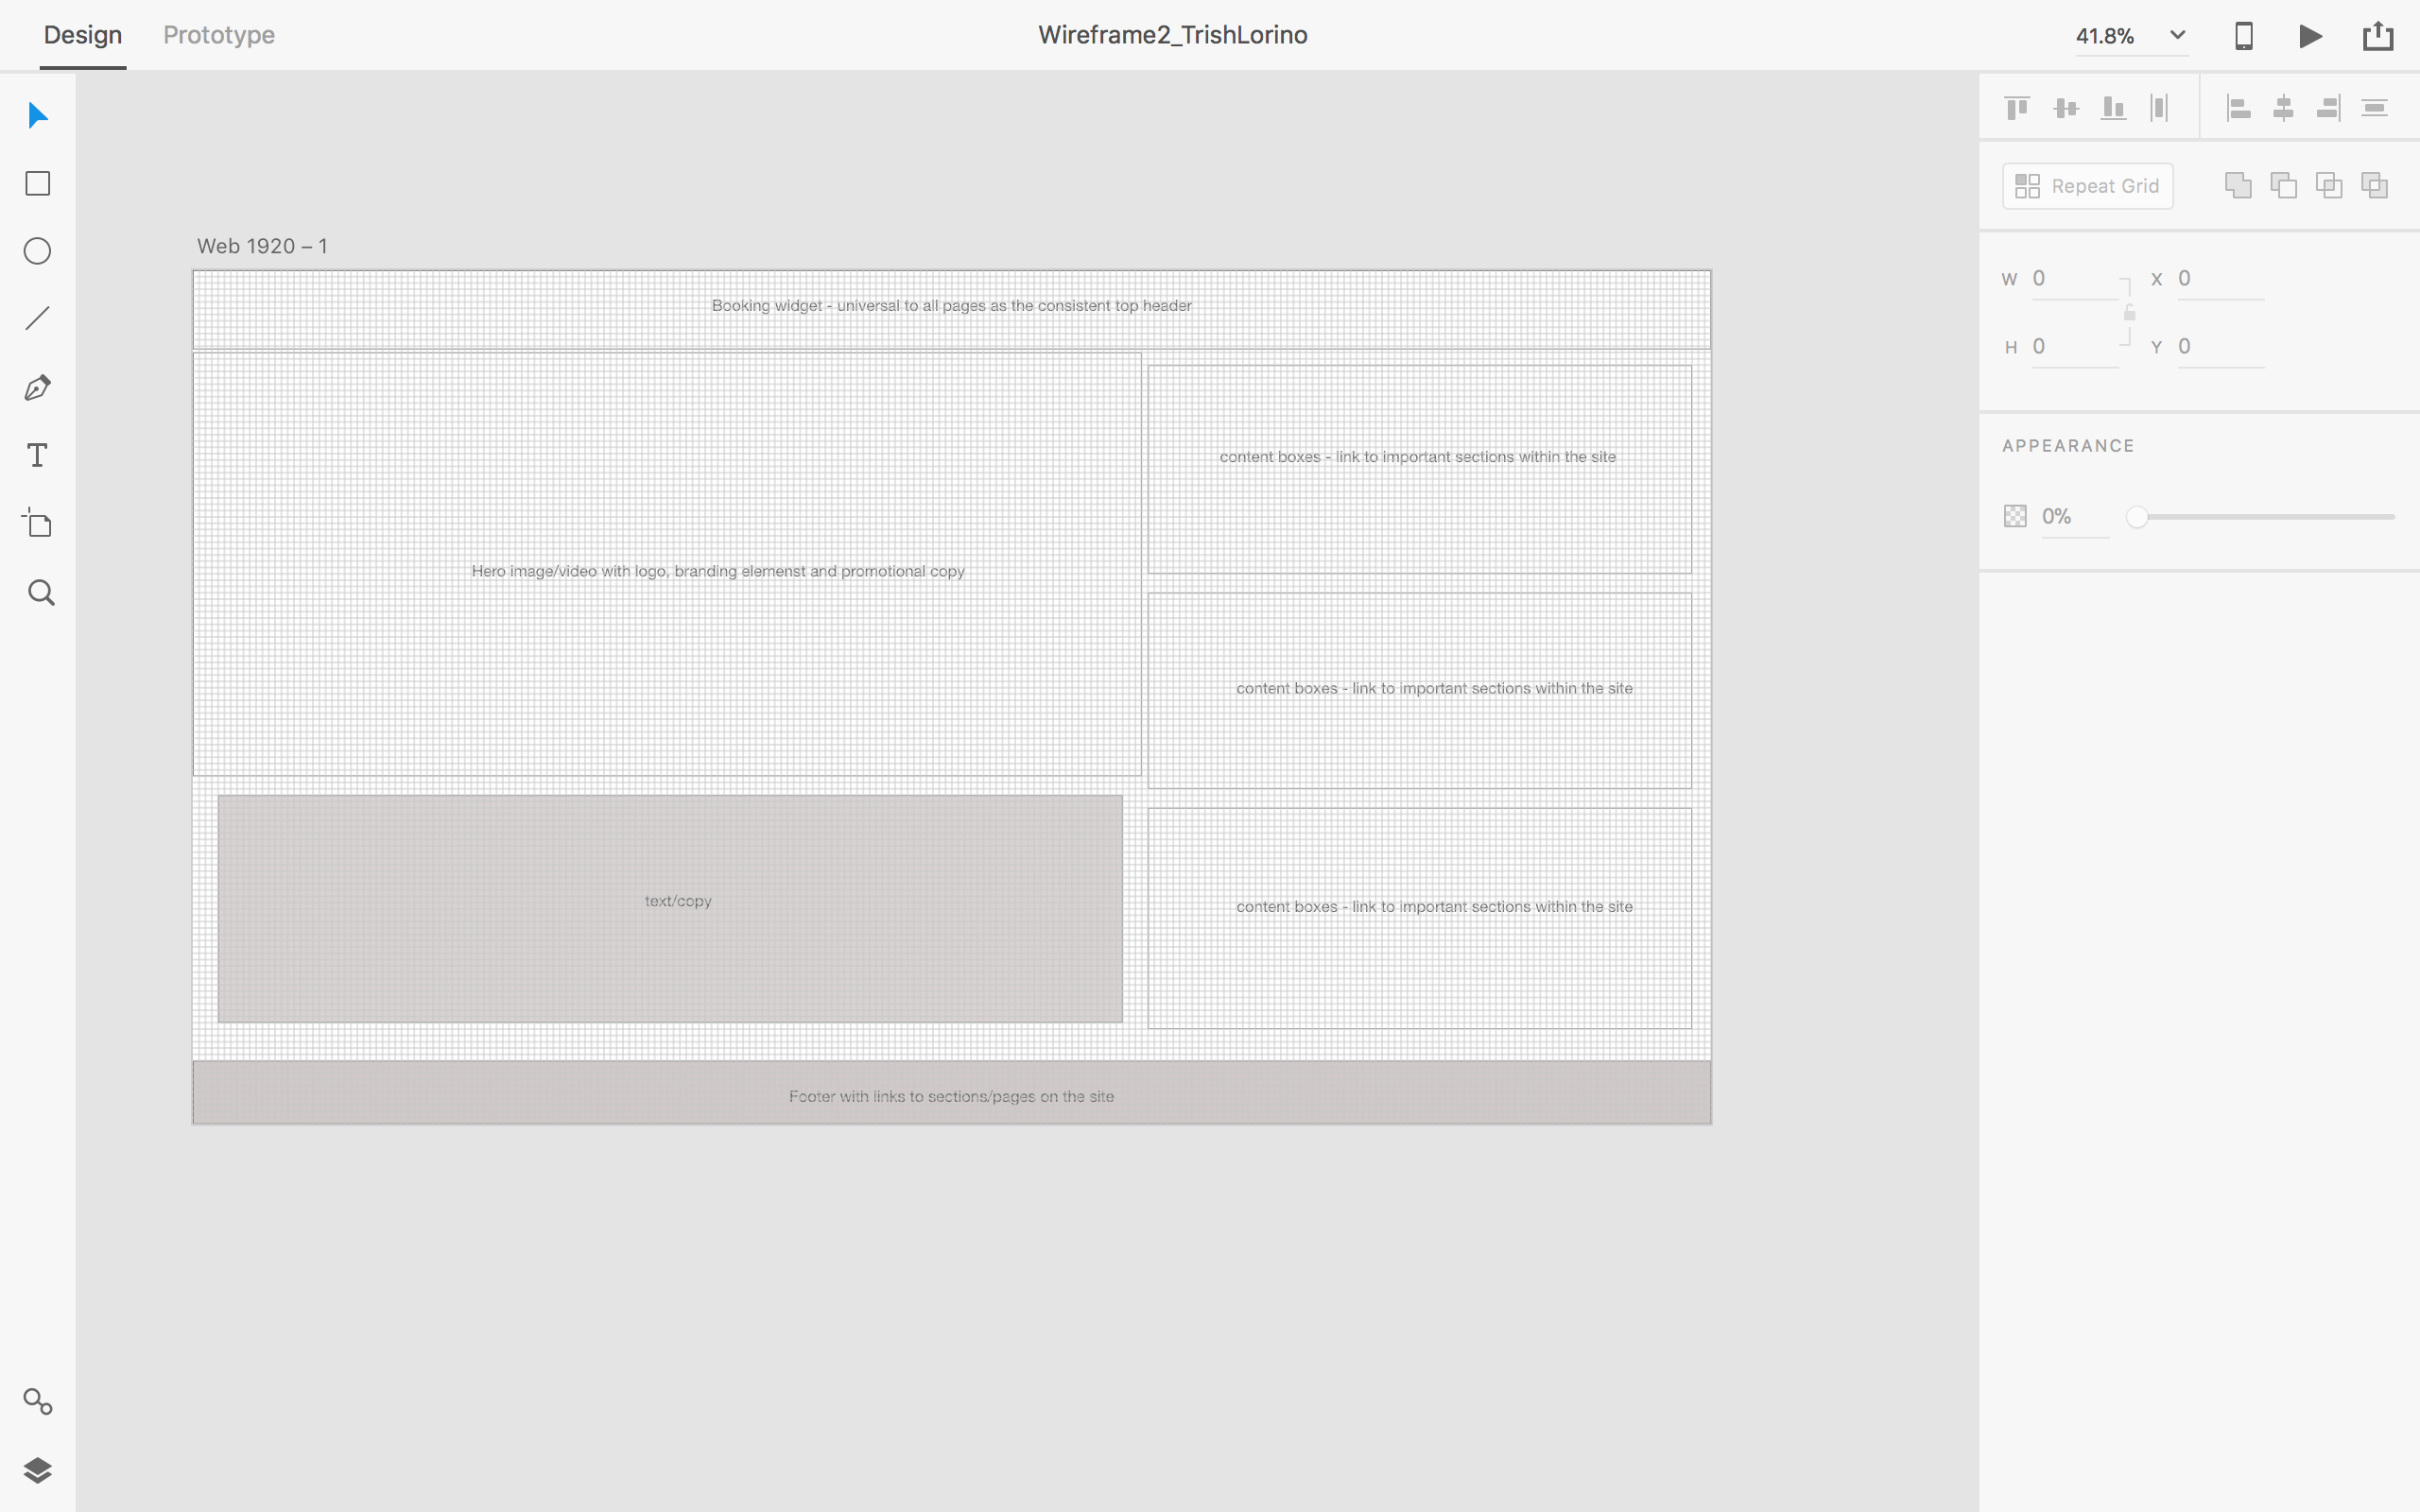 Design
Prototype
Wireframe2_TrishLorino
41.8%
Repeat Grid
W 0
X 0
H 0
Y 0
APPEARANCE
0%
Web 1920 – 1
Booking widget - universal to all pages as the consistent top header
content boxes - link to important sections within the site
Hero image/video with logo, branding elemenst and promotional copy
content boxes - link to important sections within the site
text/copy
content boxes - link to important sections within the site
Footer with links to sections/pages on the site